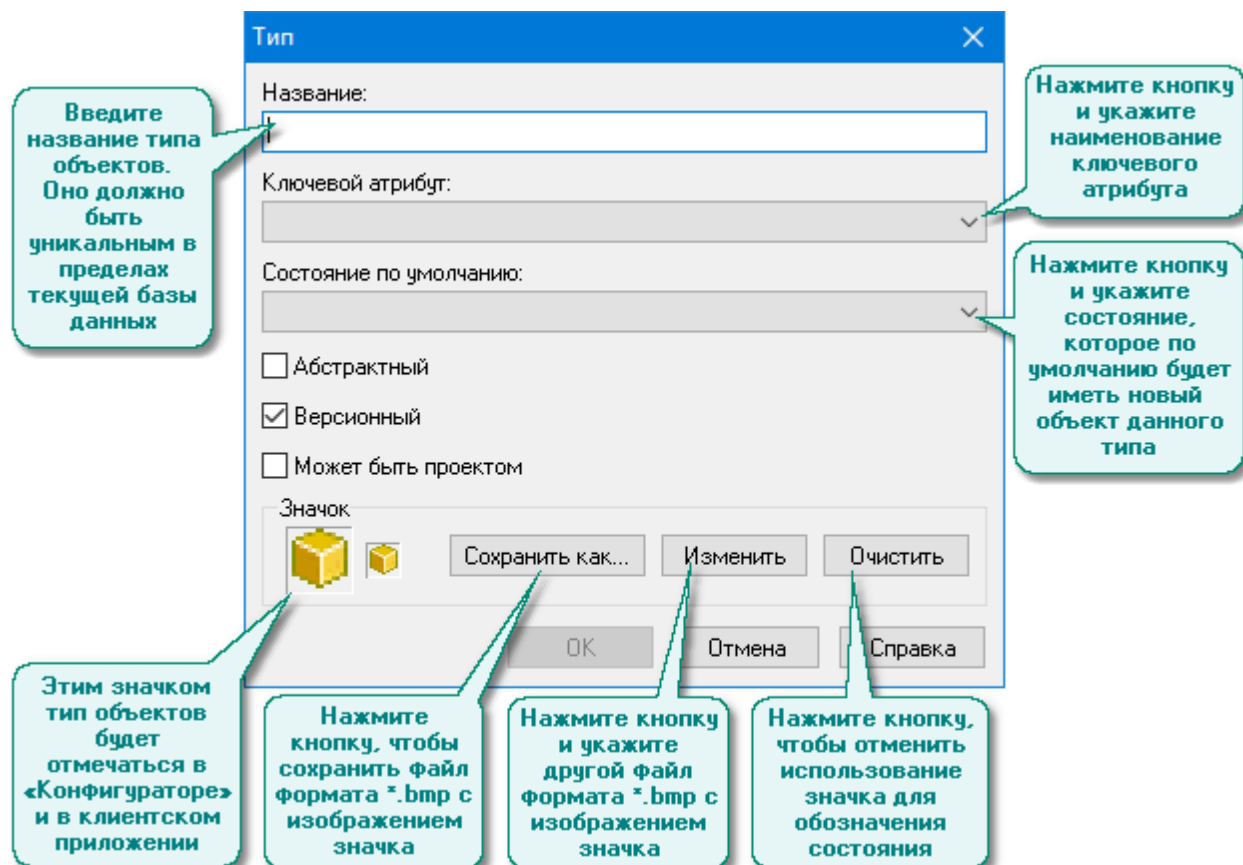 Тип
Название:
Введите
название типа
объектов.
Оно должно
быть
уникальным в
пределах
текущей базы
данных
Нажмите кнопку
и укажите
наименование
ключевого
атрибута
Ключевой атрибут:
Состояние по умолчанию:
Нажмите кнопку
и укажите
состояние,
которое по
умолчанию будет
иметь новый
объект данного
типа
Абстрактный
Версионный
Может быть проектом
Значок
Сохранить как... Изменить Очистить
OK Отмена Справка
Этим значком
тип объектов
будет
отмечаться в
«Конфигураторе»
и в клиентском
приложении
Нажмите
кнопку, чтобы
сохранить файл
формата *.bmp с
изображением
значка
Нажмите кнопку
и укажите
другой файл
формата *.bmp с
изображением
значка
Нажмите кнопку,
чтобы отменить
использование
значка для
обозначения
состояния